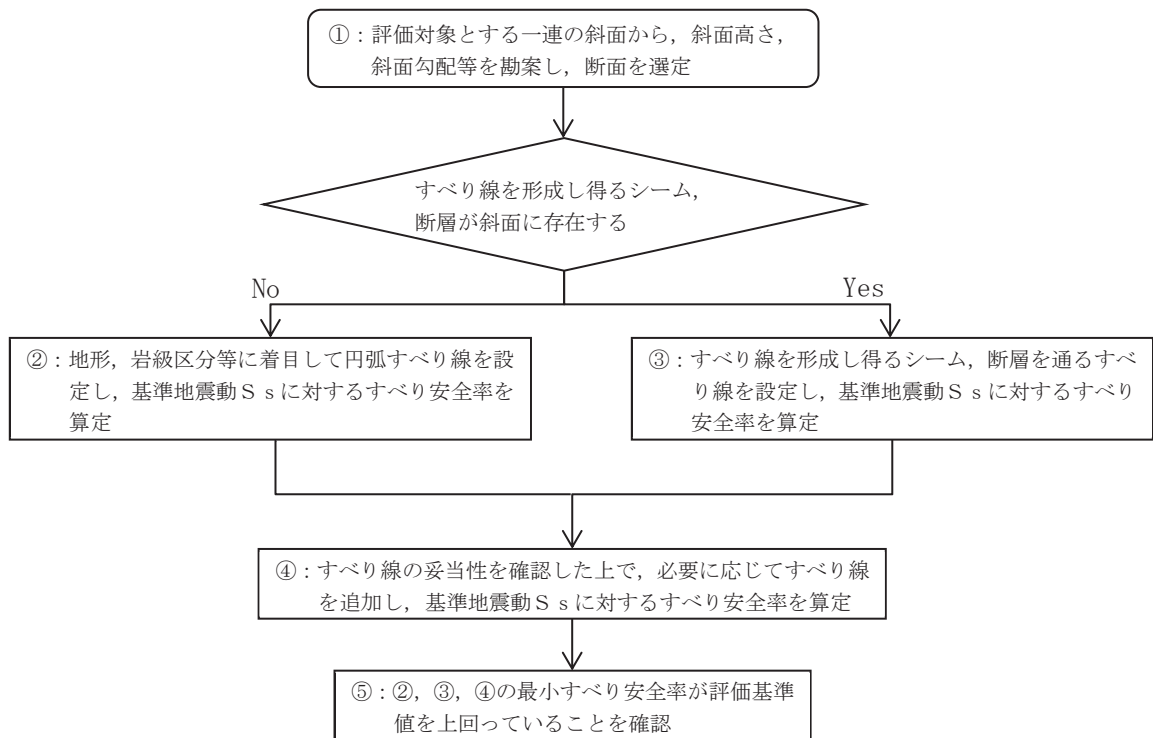 ①：評価対象とする一連の斜面から，斜面高さ，
斜面勾配等を勘案し，断面を選定
すべり線を形成し得るシーム，
断層が斜面に存在する
No
Yes
②：地形，岩級区分等に着目して円弧すべり線を設
定し，基準地震動Ｓｓに対するすべり安全率を
算定
③：すべり線を形成し得るシーム，断層を通るすべ
り線を設定し，基準地震動Ｓｓに対するすべり
安全率を算定
④：すべり線の妥当性を確認した上で，必要に応じてすべり線
を追加し，基準地震動Ｓｓに対するすべり安全率を算定
⑤：②，③，④の最小すべり安全率が評価基準
値を上回っていることを確認